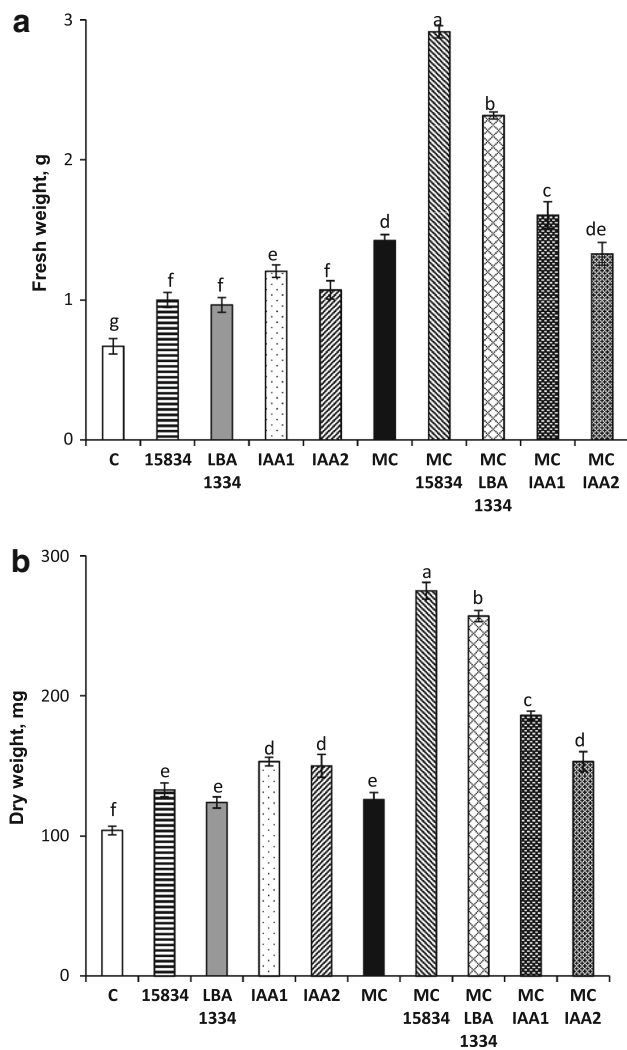 a
Fresh weight, g
3
2
1
0
g
f
f
e
f
d
a
b
c
de
C 15834 LBA IAA1 IAA2 MC MC MC MC MC
1334 15834 LBA IAA1 IAA2
1334
b
Dry weight, mg
300
200
100
0
f
e
e
d
d
e
a
b
c
d
C 15834 LBA IAA1 IAA2 MC MC MC MC MC
1334 15834 LBA IAA1 IAA2
1334